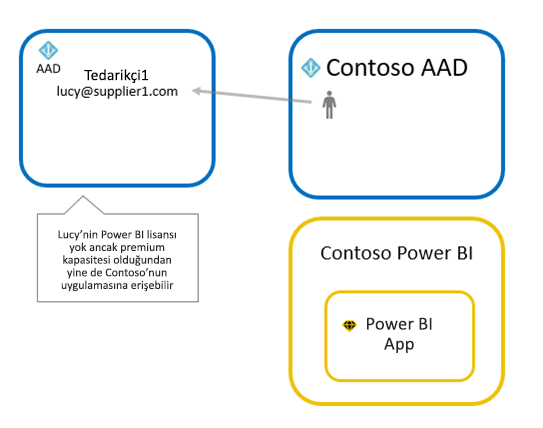 AAD
Tedarikçi1
lucy@supplier1.com
Contoso AAD
Lucy'nin Power BI lisansı
yok ancak premium
kapasitesi olduğundan
yine de Contoso'nun
uygulamasına erişebilir
Contoso Power BI
Power BI
App